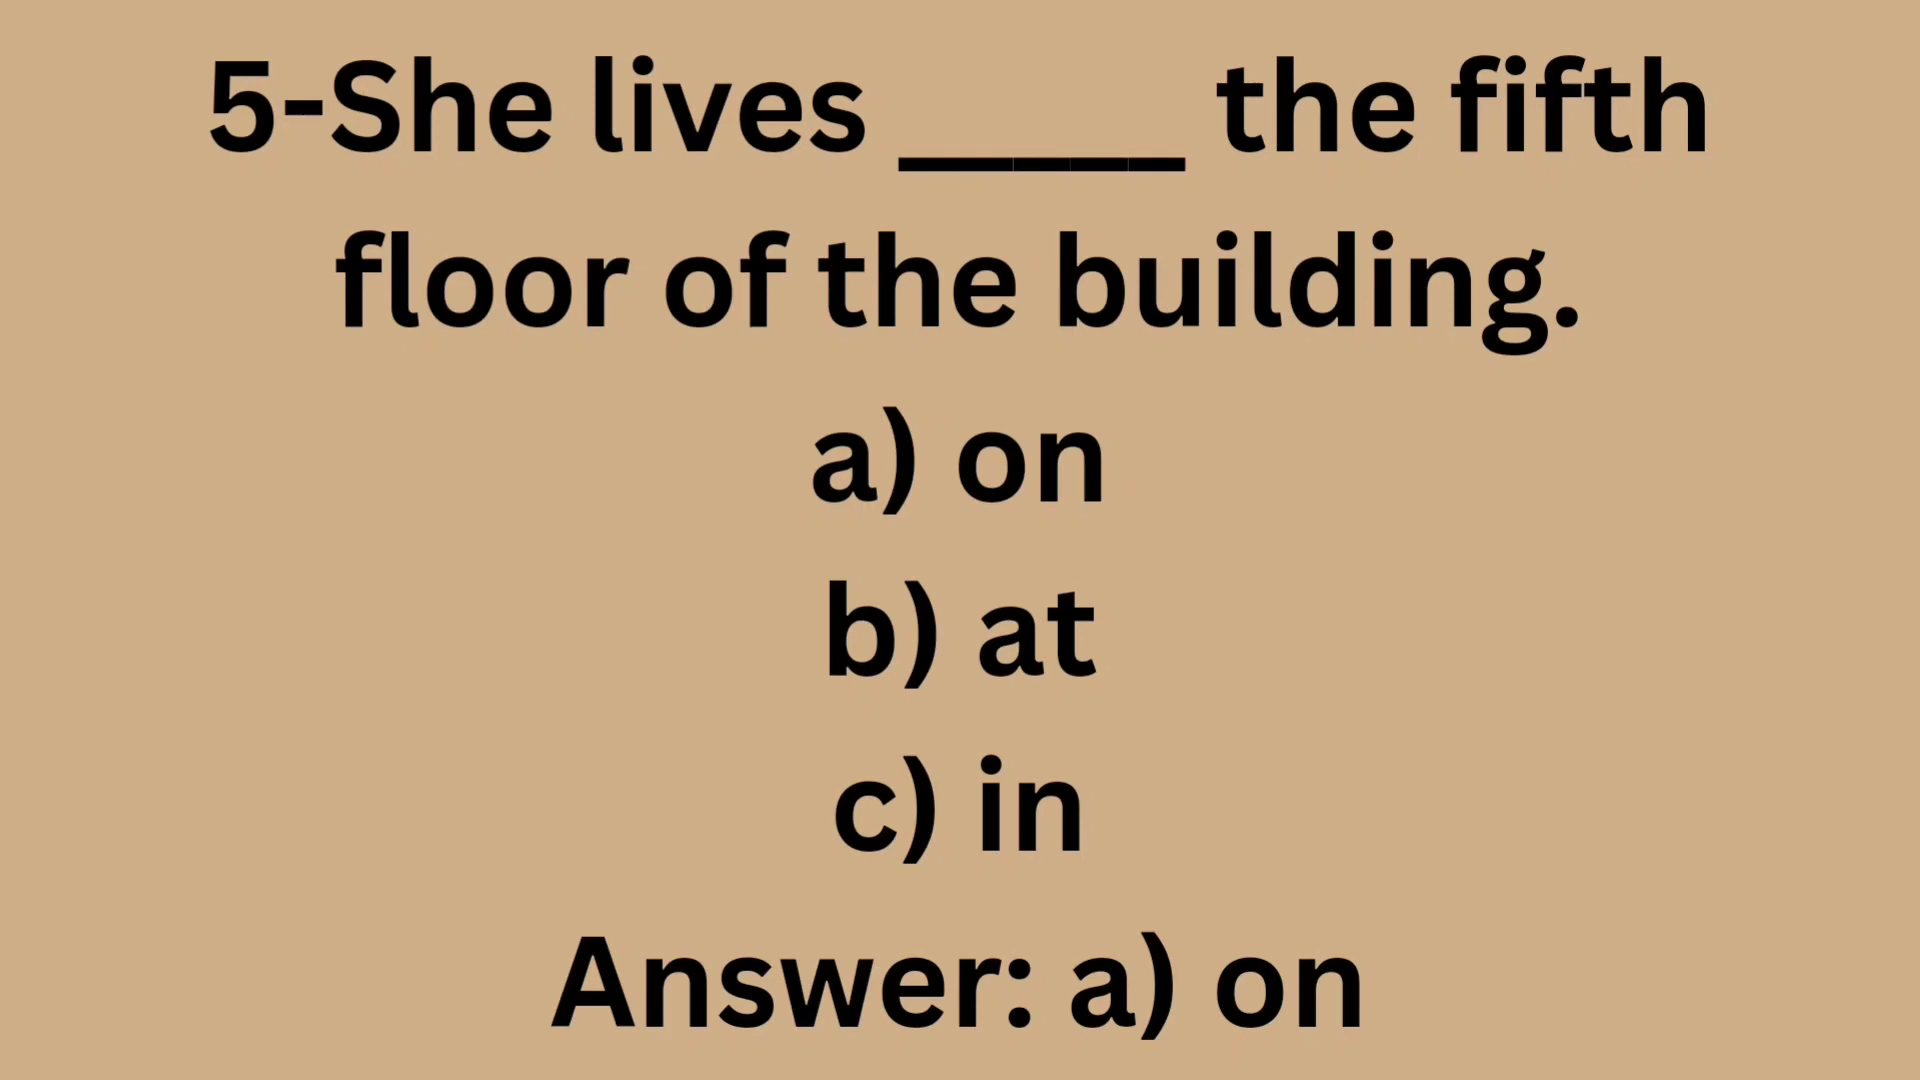 5-She lives _____ the fifth
floor of the building.
a) on
b) at
c) in
Answer: a) on